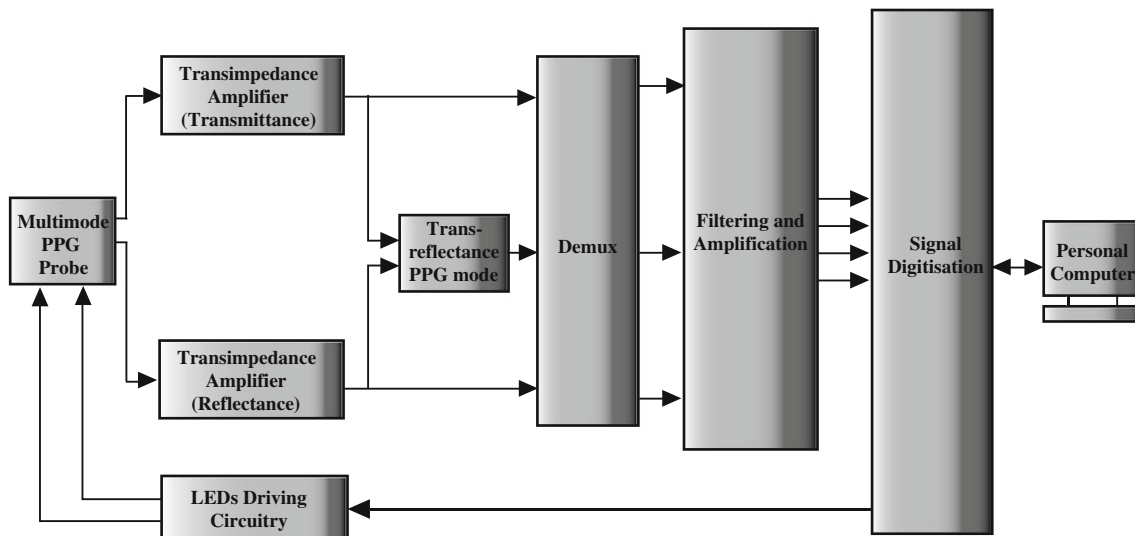 Transimpedance
Amplifier
(Transmittance)
Multimode
PPG
Probe
Trans-
reflectance
PPG mode
Transimpedance
Amplifier
(Reflectance)
LEDs Driving
Circuitry
Demux
Filtering and
Amplification
Signal
Digitisation
Personal
Computer